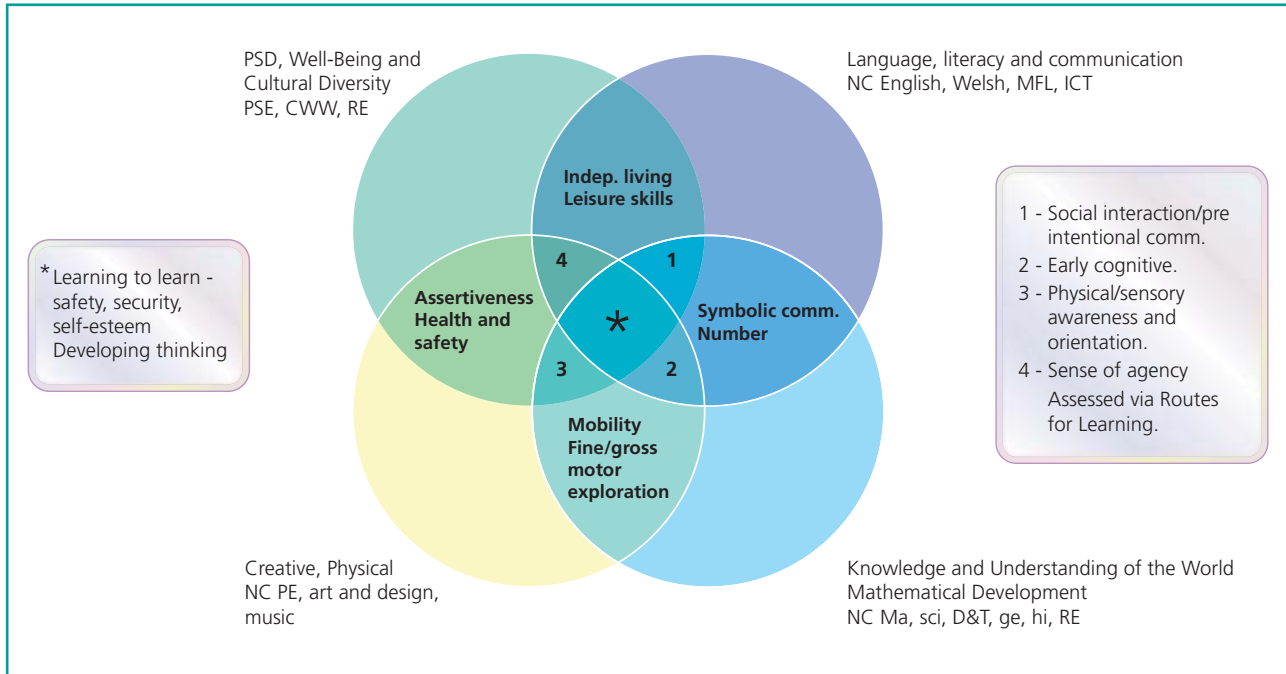 PSD, Well-Being and
Cultural Diversity
PSE, CWW, RE
Language, literacy and communication
NC English, Welsh, MFL, ICT
Indep. living
Leisure skills
4
1
* Learning to learn -
safety, security,
self-esteem
Developing thinking
Assertiveness
Health and
safety
*
Symbolic comm.
Number
3
2
Mobility
Fine/gross
motor
exploration
1 - Social interaction/pre
intentional comm.
2 - Early cognitive.
3 - Physical/sensory
awareness and
orientation.
4 - Sense of agency
Assessed via Routes
for Learning.
Creative, Physical
NC PE, art and design,
music
Knowledge and Understanding of the World
Mathematical Development
NC Ma, sci, D&T, ge, hi, RE